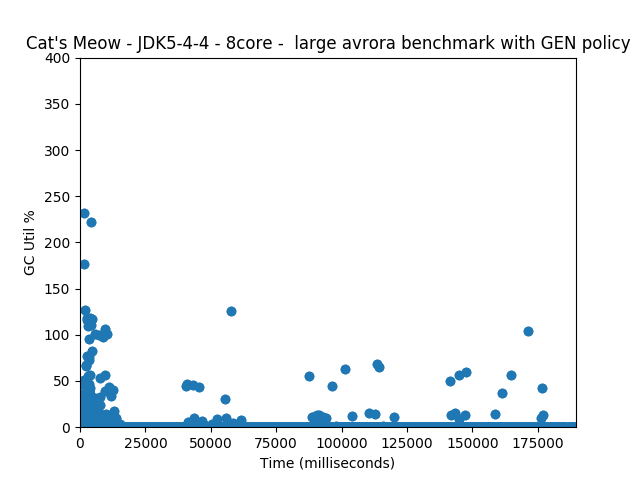 Cat's Meow - JDK5-4-4 - 8core -  large avrora benchmark with GEN policy
400
350
300
250
200
150
100
50
0
GC Util %
0 25000 50000 75000 100000 125000 150000 175000
Time (milliseconds)